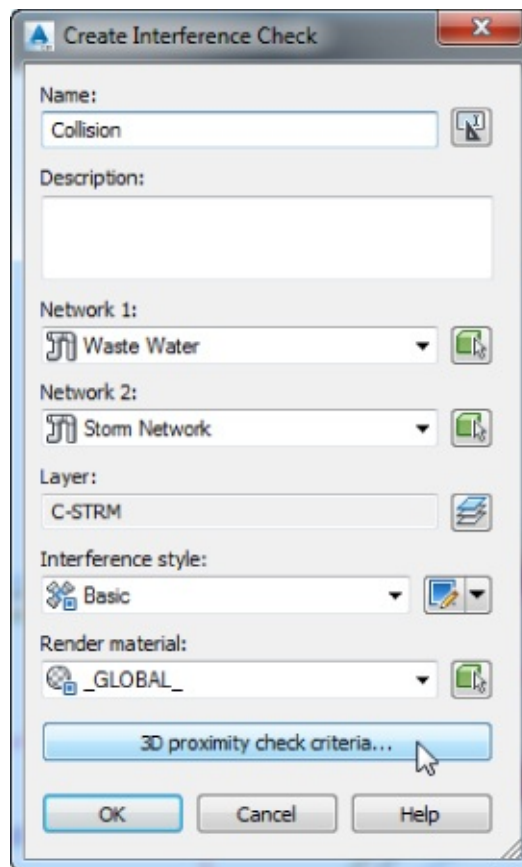 Create Interference Check
Name:
Collision
Description:
Network 1:
Waste Water
Network 2:
Storm Network
Layer:
C-STRM
Interference style:
Basic
Render material:
_GLOBAL_
3D proximity check criteria...
OK Cancel Help